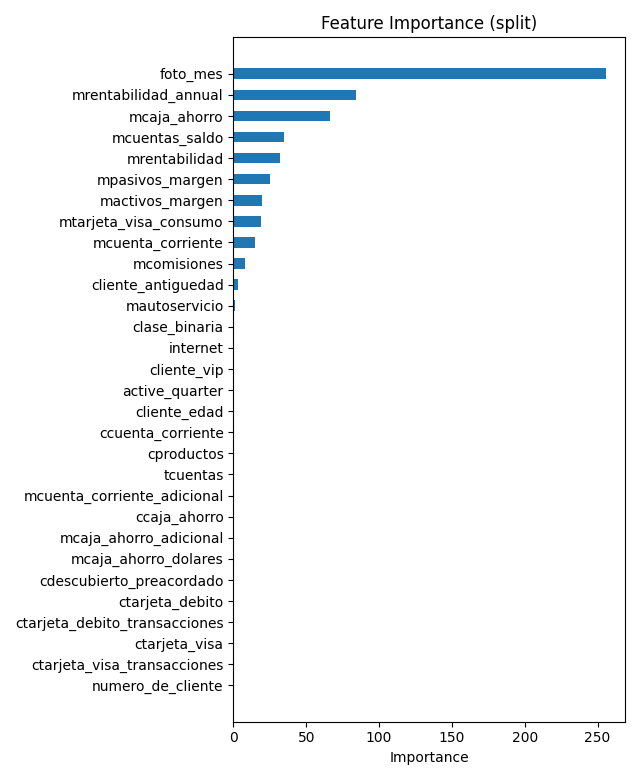 Feature Importance (split)
foto_mes
mrentabilidad_annual
mcaja_ahorro
mcuentas_saldo
mrentabilidad
mpasivos_margen
mactivos_margen
mtarjeta_visa_consumo
mcuenta_corriente
mcomisiones
cliente_antiguedad
mautoservicio
clase_binaria
internet
cliente_vip
active_quarter
cliente_edad
ccuenta_corriente
cproductos
tcuentas
mcuenta_corriente_adicional
ccaja_ahorro
mcaja_ahorro_adicional
mcaja_ahorro_dolares
cdescubierto_preacordado
ctarjeta_debito
ctarjeta_debito_transacciones
ctarjeta_visa
ctarjeta_visa_transacciones
numero_de_cliente
0 50 100 150 200 250
Importance